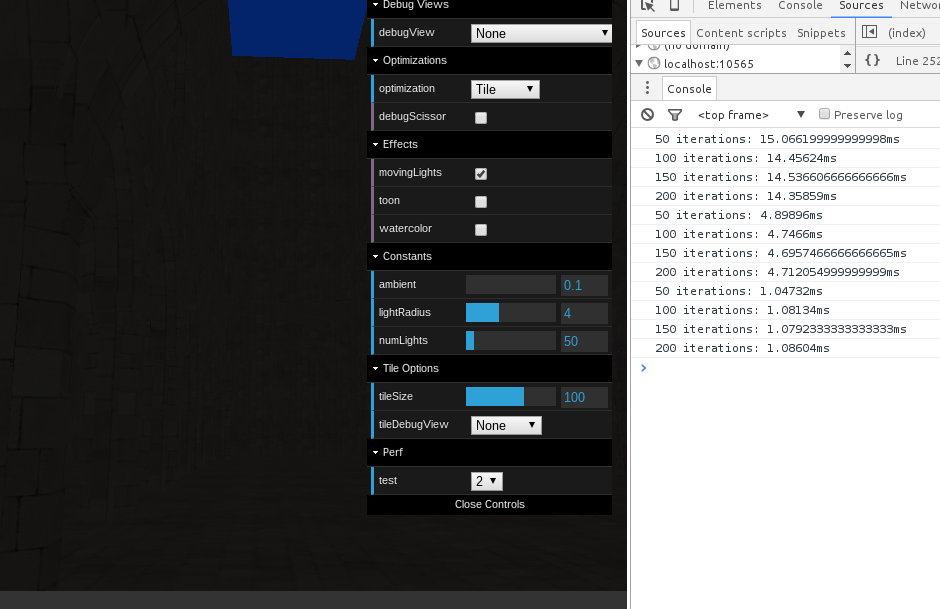 Debug Views
debugView None
Optimizations
optimization Tile
debugScissor
Effects
movingLights
toon
watercolor
Constants
ambient 0.1
lightRadius 4
numLights 50
Tile Options
tileSize 100
tileDebugView None
Perf
test 2
Close Controls
Elements Console Sources Networ
Sources Content scripts Snippets (index)
(no domain)
localhost:10565 {} Line 252
Console
<top frame> Preserve log
50 iterations: 15.066199999999998ms
100 iterations: 14.45624ms
150 iterations: 14.536606666666666ms
200 iterations: 14.35859ms
50 iterations: 4.89896ms
100 iterations: 4.7466ms
150 iterations: 4.6957466666666665ms
200 iterations: 4.712054999999999ms
50 iterations: 1.04732ms
100 iterations: 1.08134ms
150 iterations: 1.0792333333333333ms
200 iterations: 1.08604ms